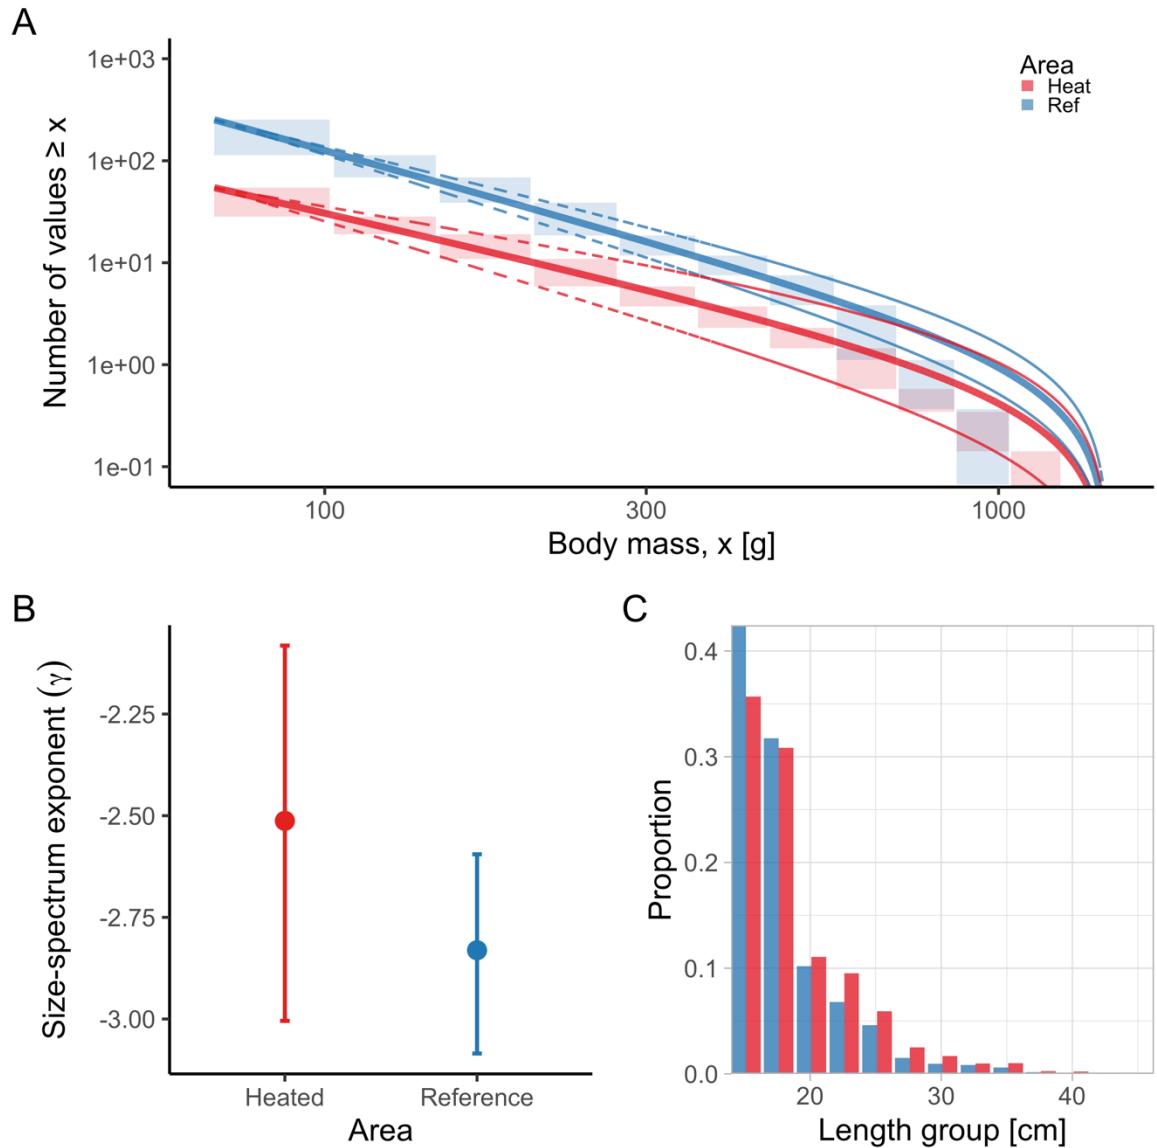 A
1e+03
1e+02
1e+01
1e+00
1e-01
Number of values ≥ x
Area
Heat
Ref
100
300
1000
Body mass, x [g]
B
-2.25
-2.50
-2.75
-3.00
Size-spectrum exponent (γ)
Heated
Reference
Area
C
0.4
0.3
0.2
0.1
0.0
Proportion
20
30
40
Length group [cm]